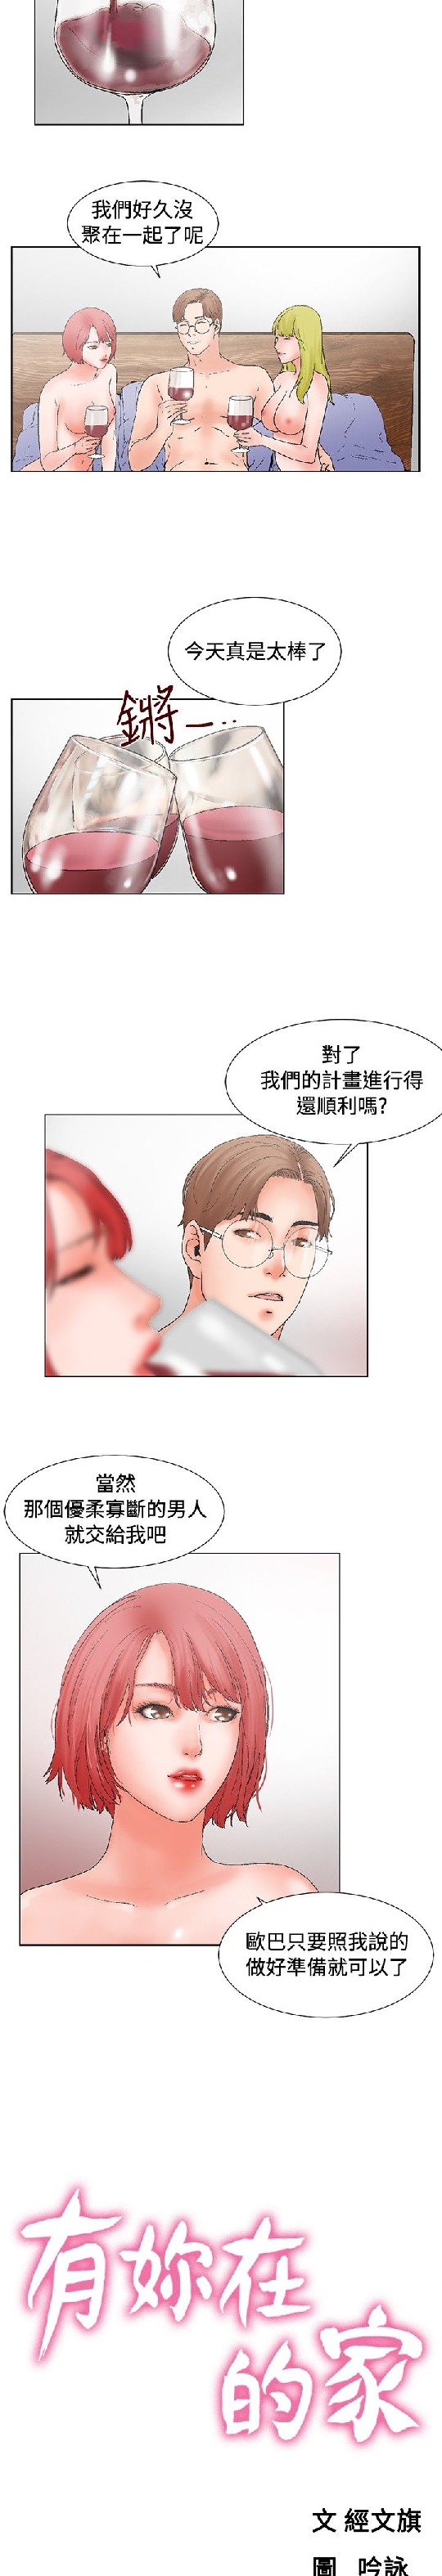 我們好久沒
聚在一起了呢
今天真是太棒了
鏘—...
對了
我們的計畫進行得
還順利嗎?
當然
那個優柔寡斷的男人
就交給我吧
歐巴只要照我說的
做好準備就可以了
有妳在
的家
文 經文旗
圖 吟詠